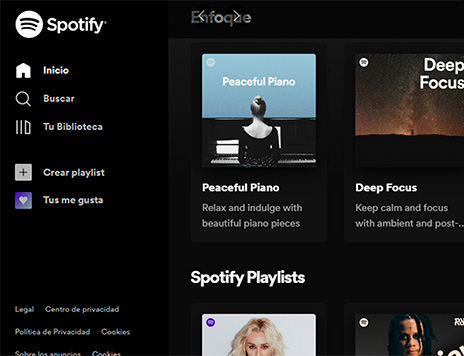 Spotify®
Inicio
Buscar
Tu Biblioteca
Crear playlist
Tus me gusta
Legal Centro de privacidad
Política de Privacidad Cookies
Sobre los anuncios Cookies
Enfoque
Peaceful Piano
Peaceful Piano
Relax and indulge with
beautiful piano pieces
Deep
Focus
Deep Focus
Keep calm and focus
with ambient and post-...
Spotify Playlists